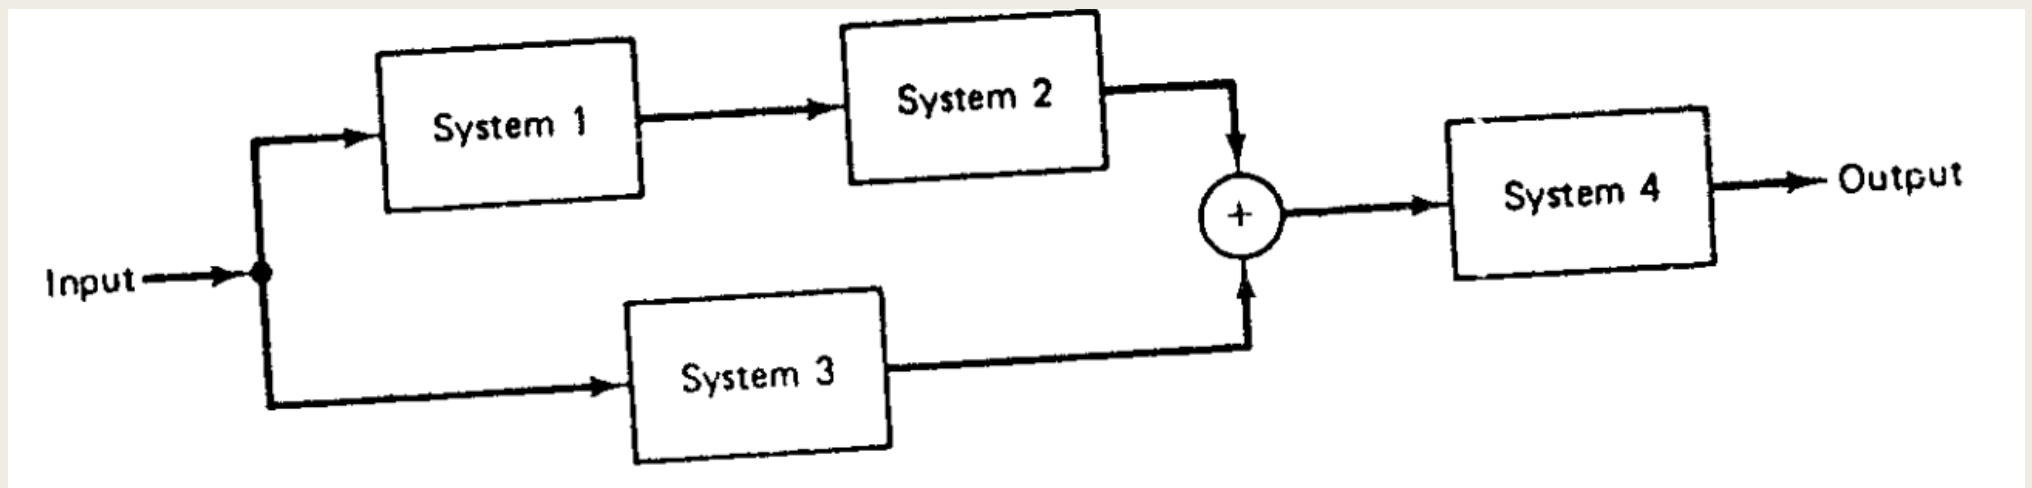 Input
System 1
System 2
System 3
+
System 4
Output